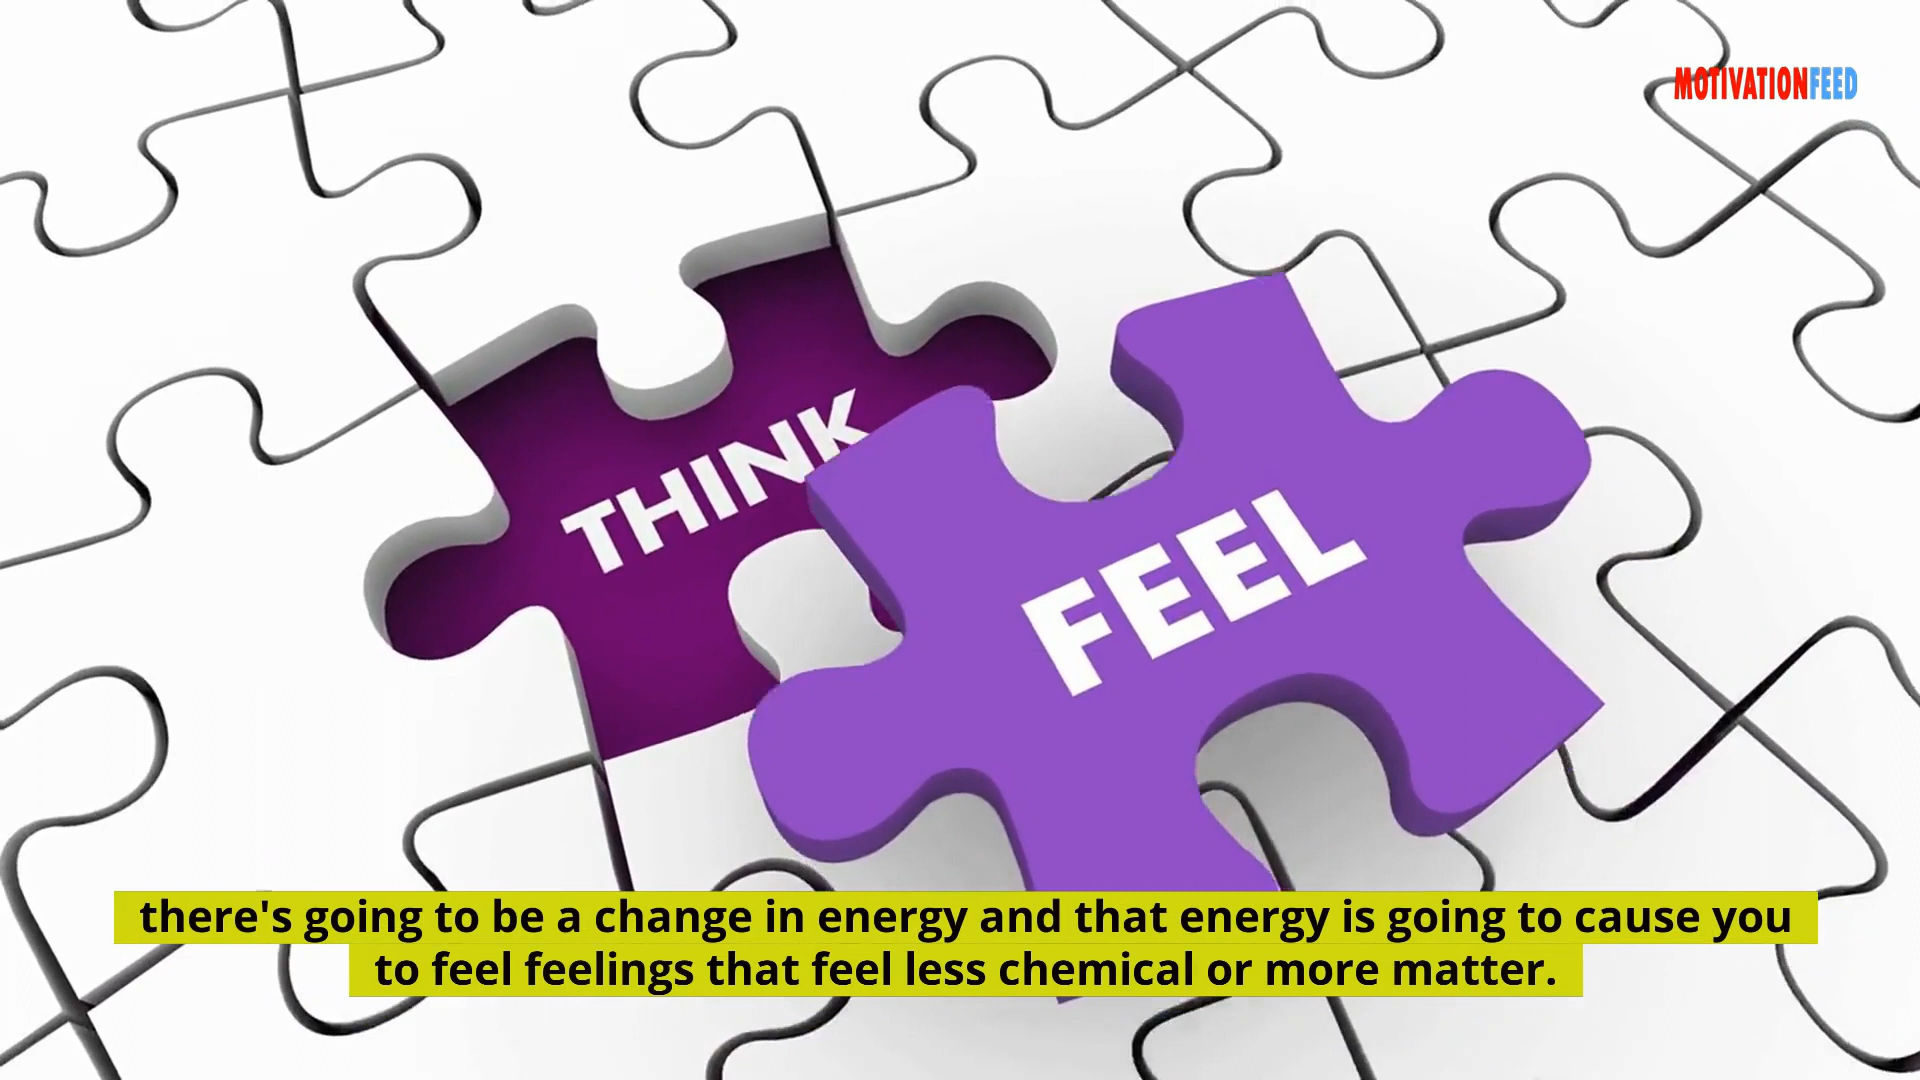 MOTIVATIONFEED
THINK
FEEL
there's going to be a change in energy and that energy is going to cause you
to feel feelings that feel less chemical or more matter.